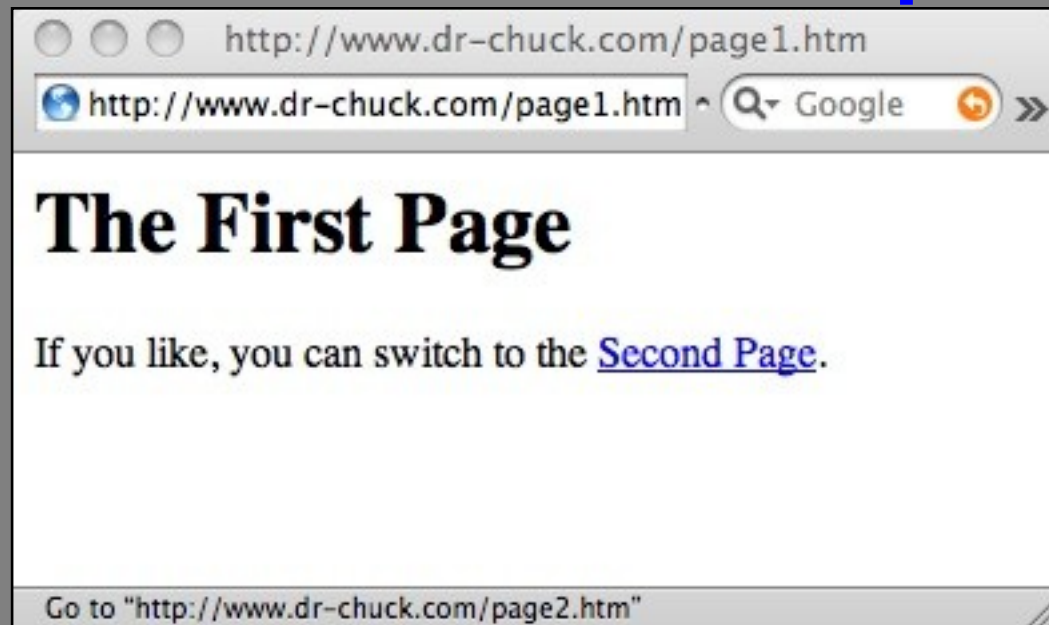 http://www.dr-chuck.com/page1.htm
http://www.dr-chuck.com/page1.htm Google
The First Page
If you like, you can switch to the Second Page.
Go to “http://www.dr-chuck.com/page2.htm”